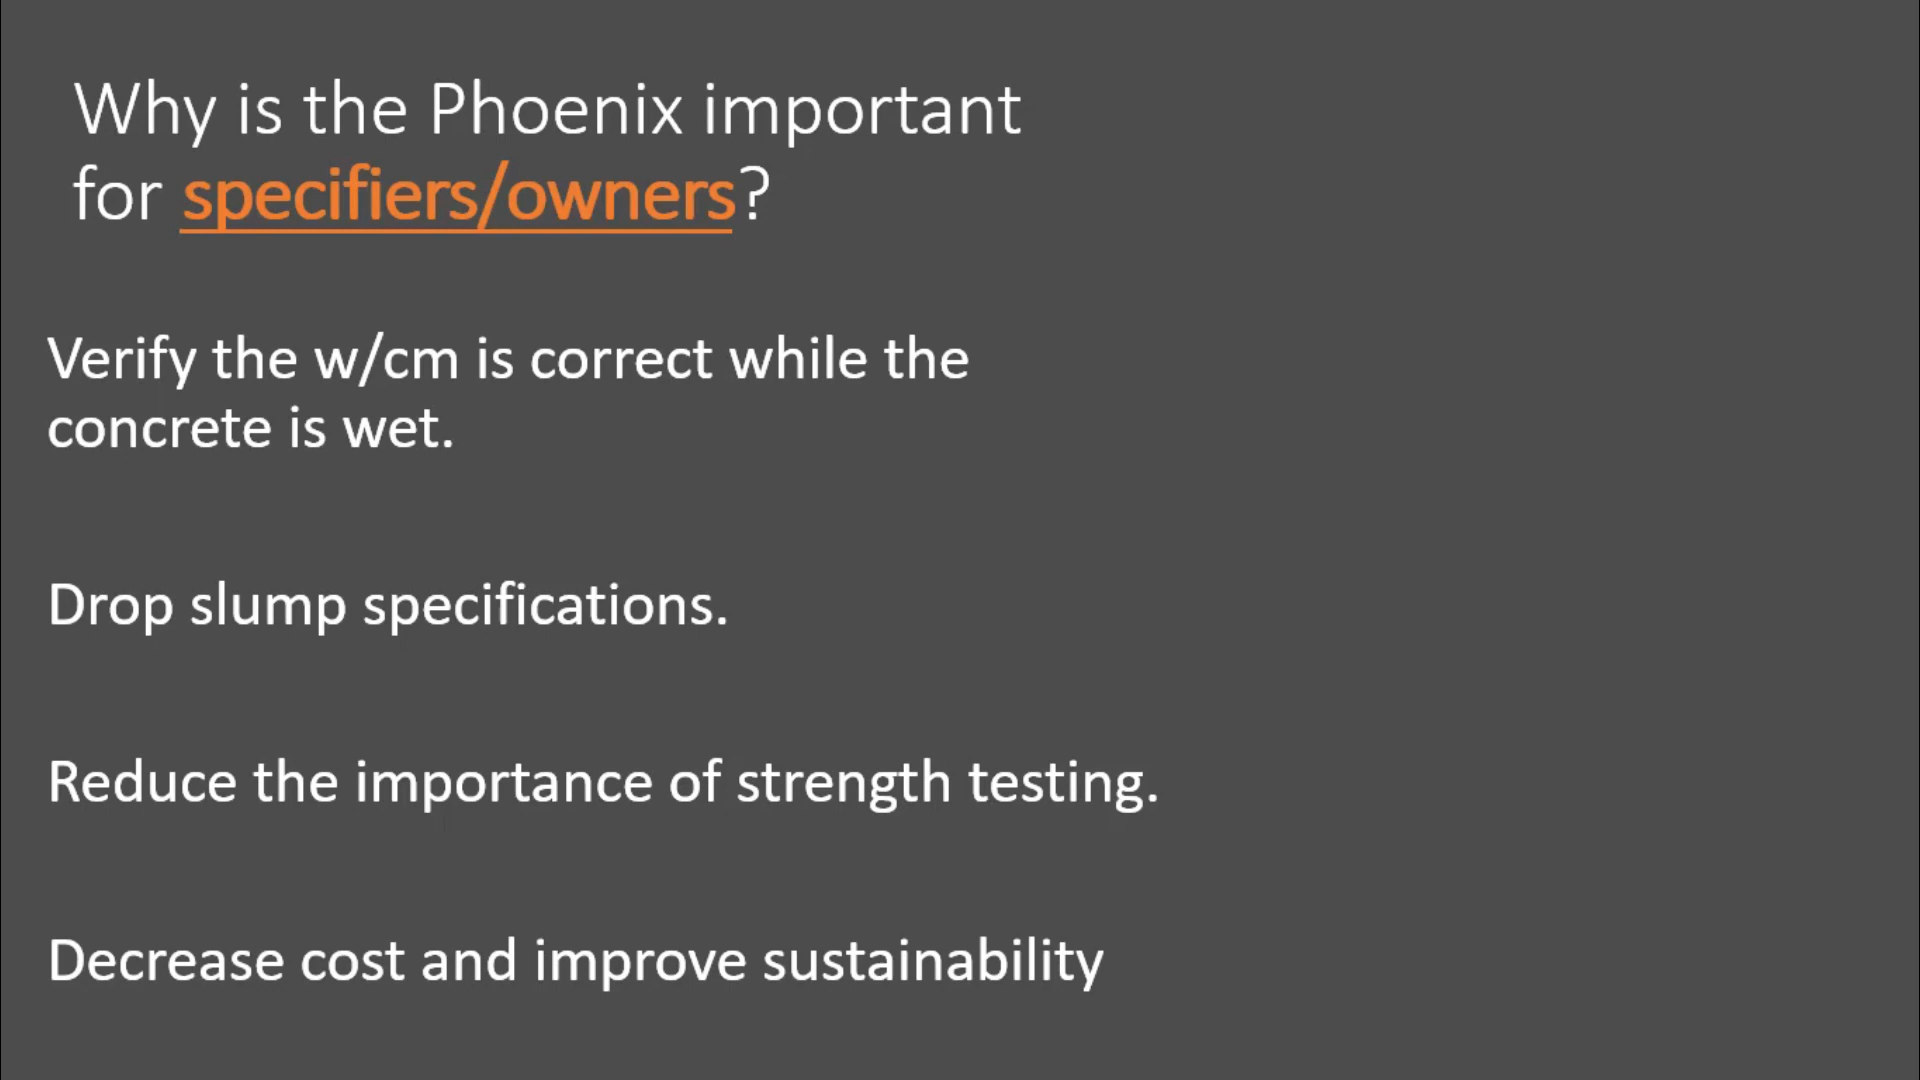 Why is the Phoenix important
for specifiers/owners?
Verify the w/cm is correct while the
concrete is wet.
Drop slump specifications.
Reduce the importance of strength testing.
Decrease cost and improve sustainability